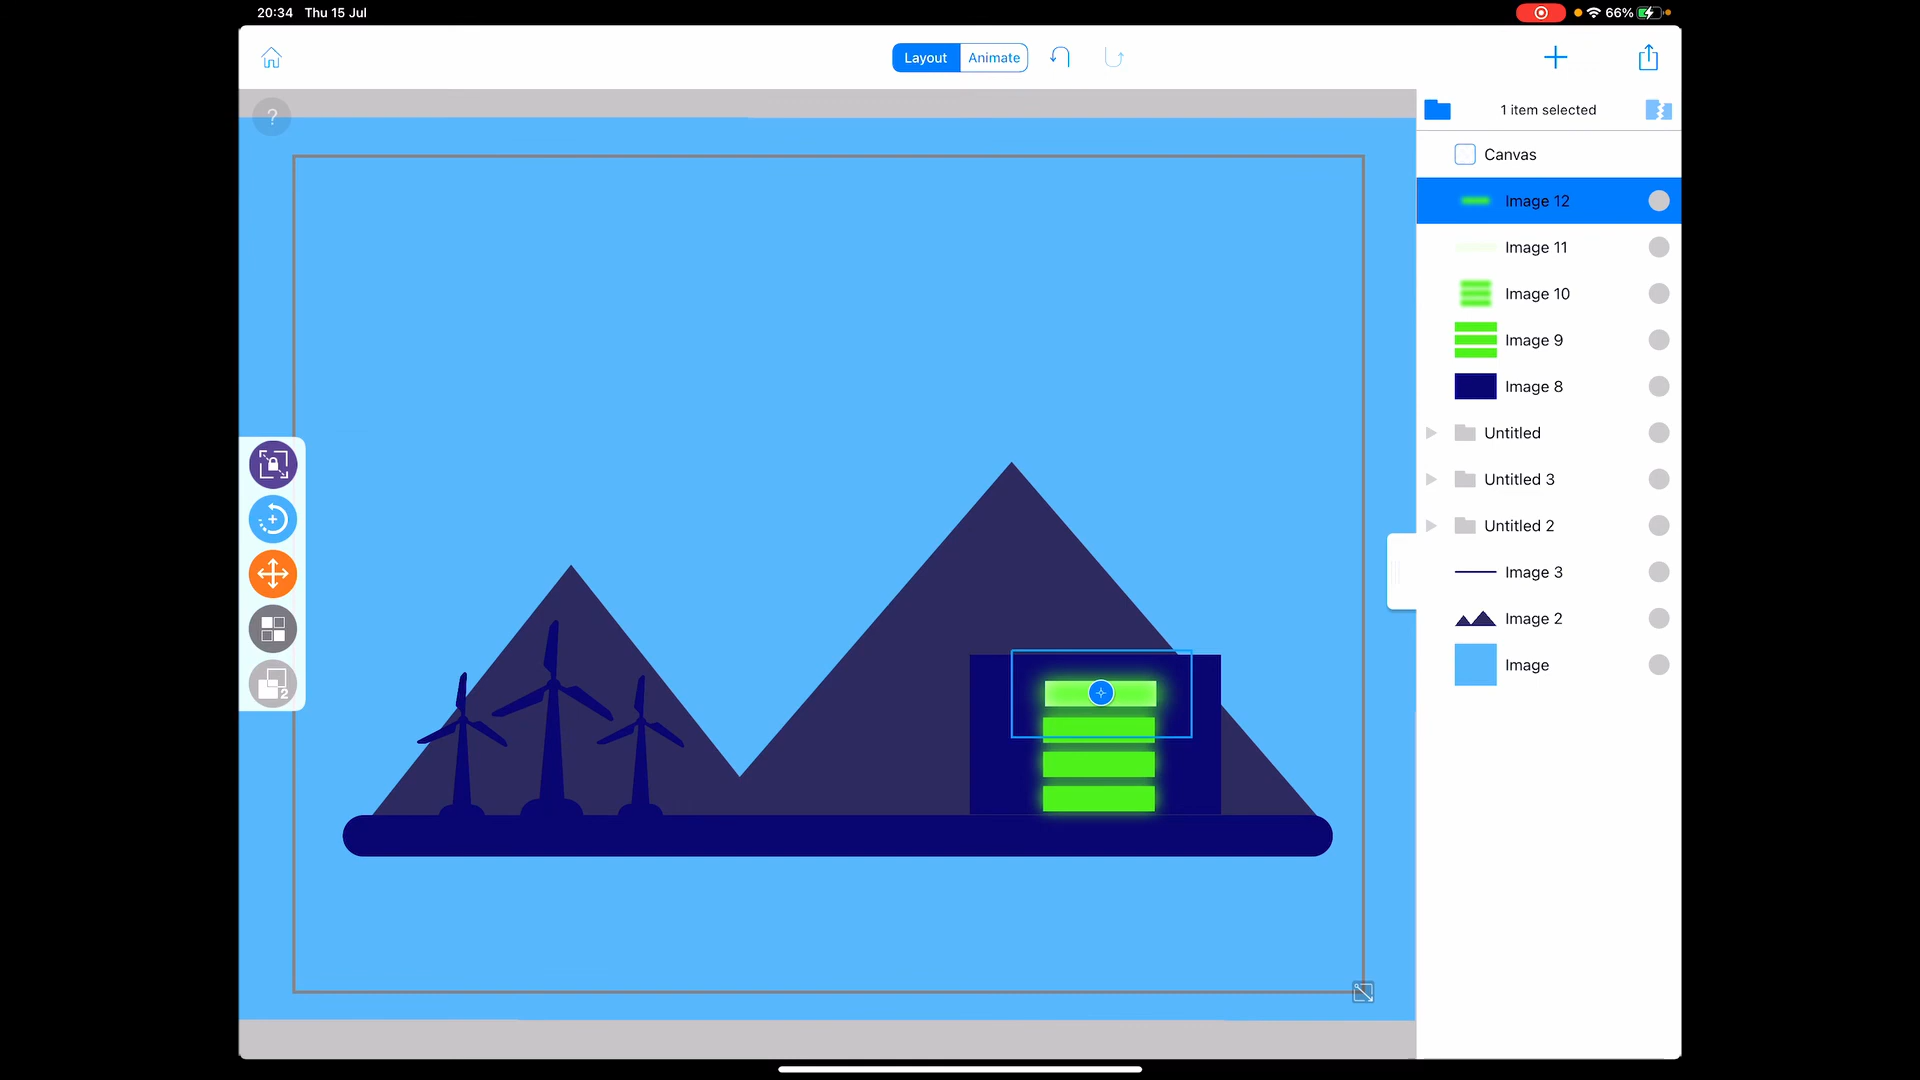 20:34 Thu 15 Jul
66%
Layout Animate
?
1 item selected
Canvas
Image 12
Image 11
Image 10
Image 9
Image 8
Untitled
Untitled 3
Untitled 2
Image 3
Image 2
Image
2